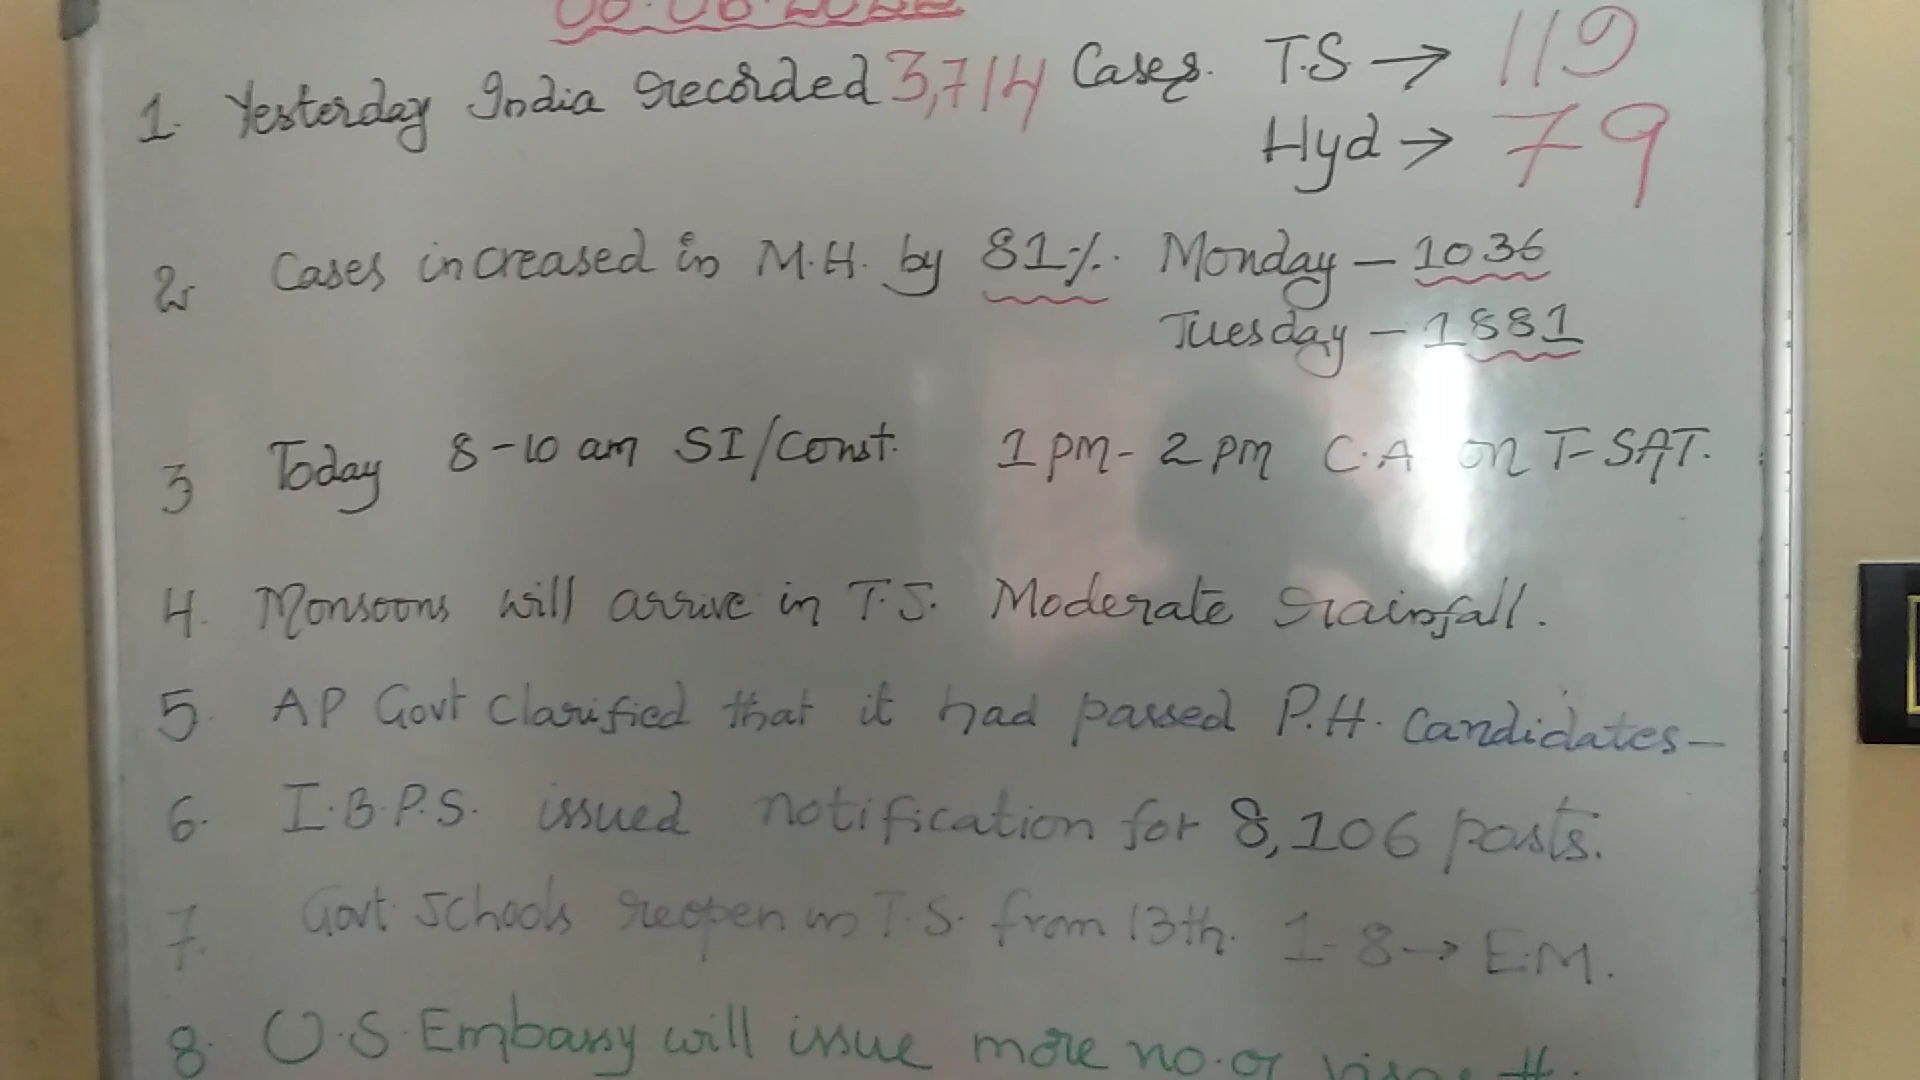 08.06.2022
1. Yesterday India recorded 3,714 Cases. T.S → 119
Hyd → 79
2. Cases increased in M.H. by 81%. Monday – 1036
Tuesday – 1881
3 Today 8-10 am SI/Const. 1 pm - 2 pm C.A on T-SAT.
4. Monsoons will arrive in T.S. Moderate rainfall.
5. AP Govt Clarified that it had passed P.H. Candidates –
6. I.B.P.S. issued notification for 8,106 posts.
7. Govt Schools reopen in T.S. from 13th. 1-8 → E.M.
8. U.S Embassy will issue more no. of